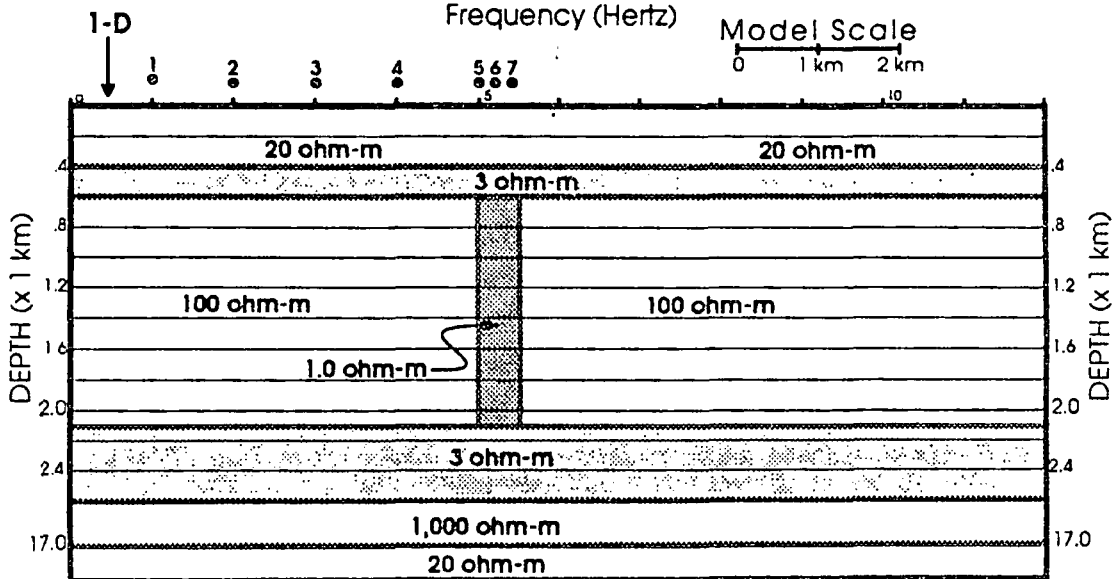 Frequency (Hertz)
1-D
Model Scale
0 1 km 2 km
1 2 3 4 5 6 7
0 5 10
20 ohm-m 20 ohm-m
.4 .4
3 ohm-m
.8 .8
1.2 1.2
100 ohm-m 100 ohm-m
1.6 1.6
1.0 ohm-m
2.0 2.0
3 ohm-m
2.4 2.4
1,000 ohm-m
17.0 17.0
20 ohm-m
DEPTH (x 1 km)
DEPTH (x 1 km)